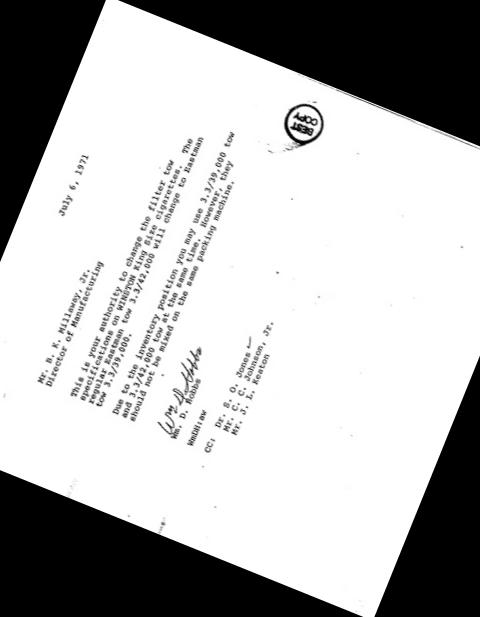 July 6, 1971
Mr. B. K. Millaway, Jr.
Director of Manufacturing
This is your authority to change the filter tow
specifications on WINSTON King Size cigarettes. The
regular Eastman tow 3.3/42,000 will change to Eastman
tow 3.3/39,000.
Due to the inventory position you may use 3.3/39,000 tow
and 3.3/42,000 tow at the same time. However, they
should not be mixed on the same packing machine.
Wm. D. Hobbs
WmDH:aw
CC: Dr. S. O. Jones
Mr. C. C. Johnson, Jr.
Mr. J. L. Keaton
BEST
COPY